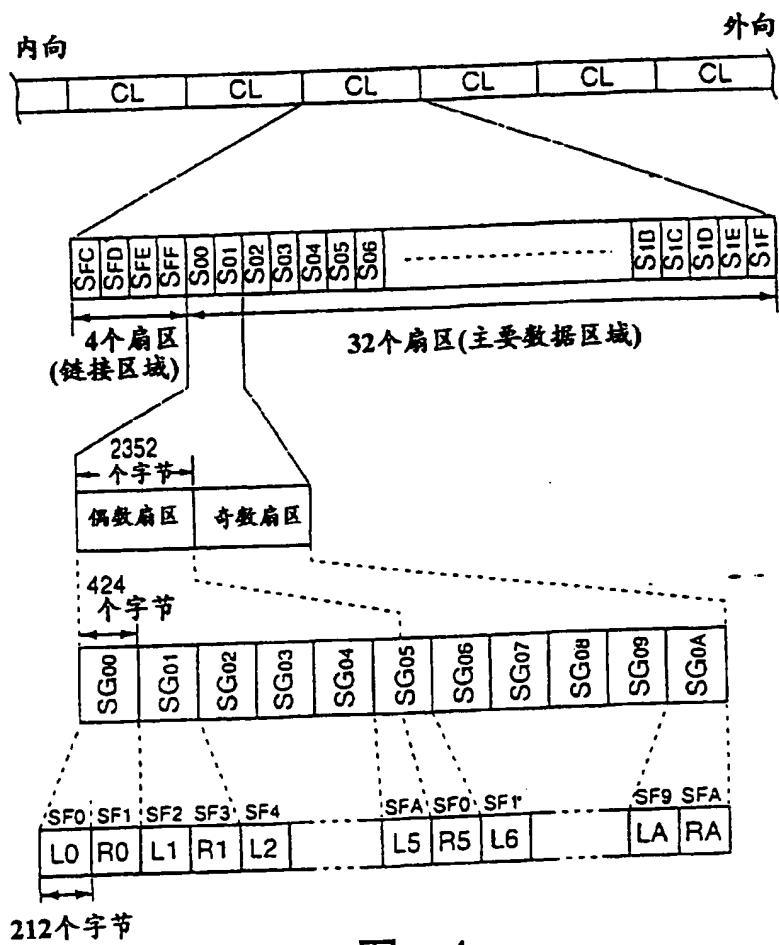 内向
外向
CL CL CL CL CL CL
SFC SFD SFE SFF S00 S01 S02 S03 S04 S05 S06 S1B S1C S1D S1E S1F
4个扇区
(链接区域)
32个扇区(主要数据区域)
2352
个字节
偶数扇区 奇数扇区
424
个字节
SG00 SG01 SG02 SG03 SG04 SG05 SG06 SG07 SG08 SG09 SG0A
SF0 SF1 SF2 SF3 SF4 SFA SF0 SF1 SF9 SFA
L0 R0 L1 R1 L2 L5 R5 L6 LA RA
212个字节